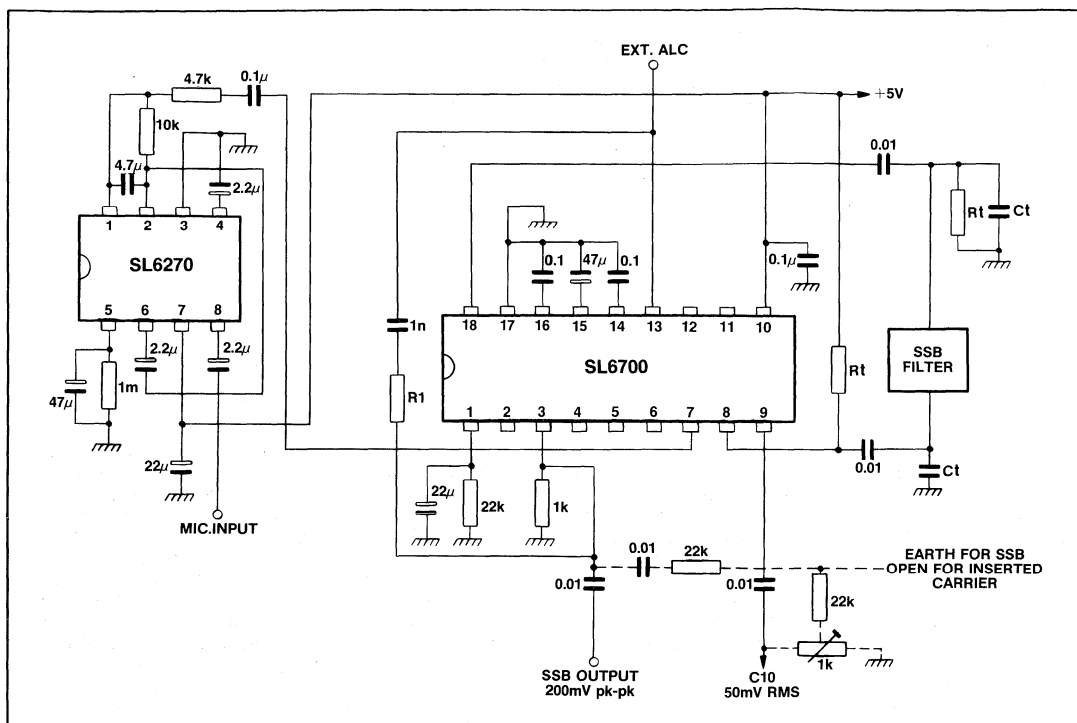 EXT. ALC
4.7k
0.1μ
+5V
10k
0.01
4.7μ
2.2μ
Rt
Ct
1 2 3 4
SL6270
5 6 7 8
0.1
47μ
0.1
0.1μ
1n
18 17 16 15 14 13 12 11 10
SL6700
1 2 3 4 5 6 7 8 9
SSB
FILTER
Rt
R1
2.2μ
2.2μ
47μ
1m
22μ
MIC.INPUT
0.01
Ct
22μ
22k
1k
0.01
22k
EARTH FOR SSB
OPEN FOR INSERTED
CARRIER
0.01
0.01
22k
1k
SSB OUTPUT
200mV pk-pk
C10
50mV RMS